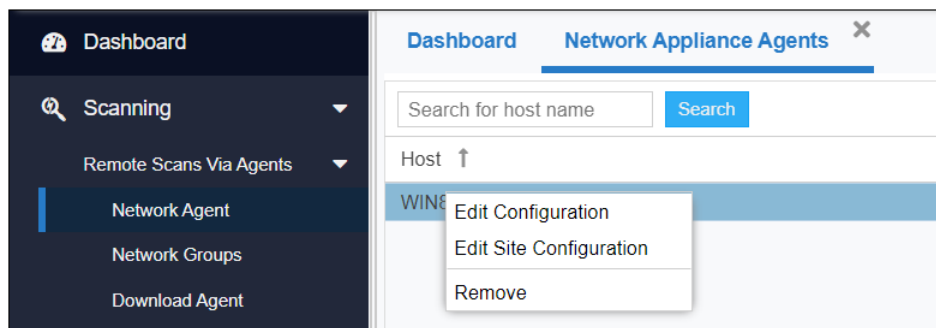 Dashboard
Scanning
Remote Scans Via Agents
Network Agent
Network Groups
Download Agent
Dashboard Network Appliance Agents
Search for host name Search
Host
Edit Configuration
Edit Site Configuration
Remove